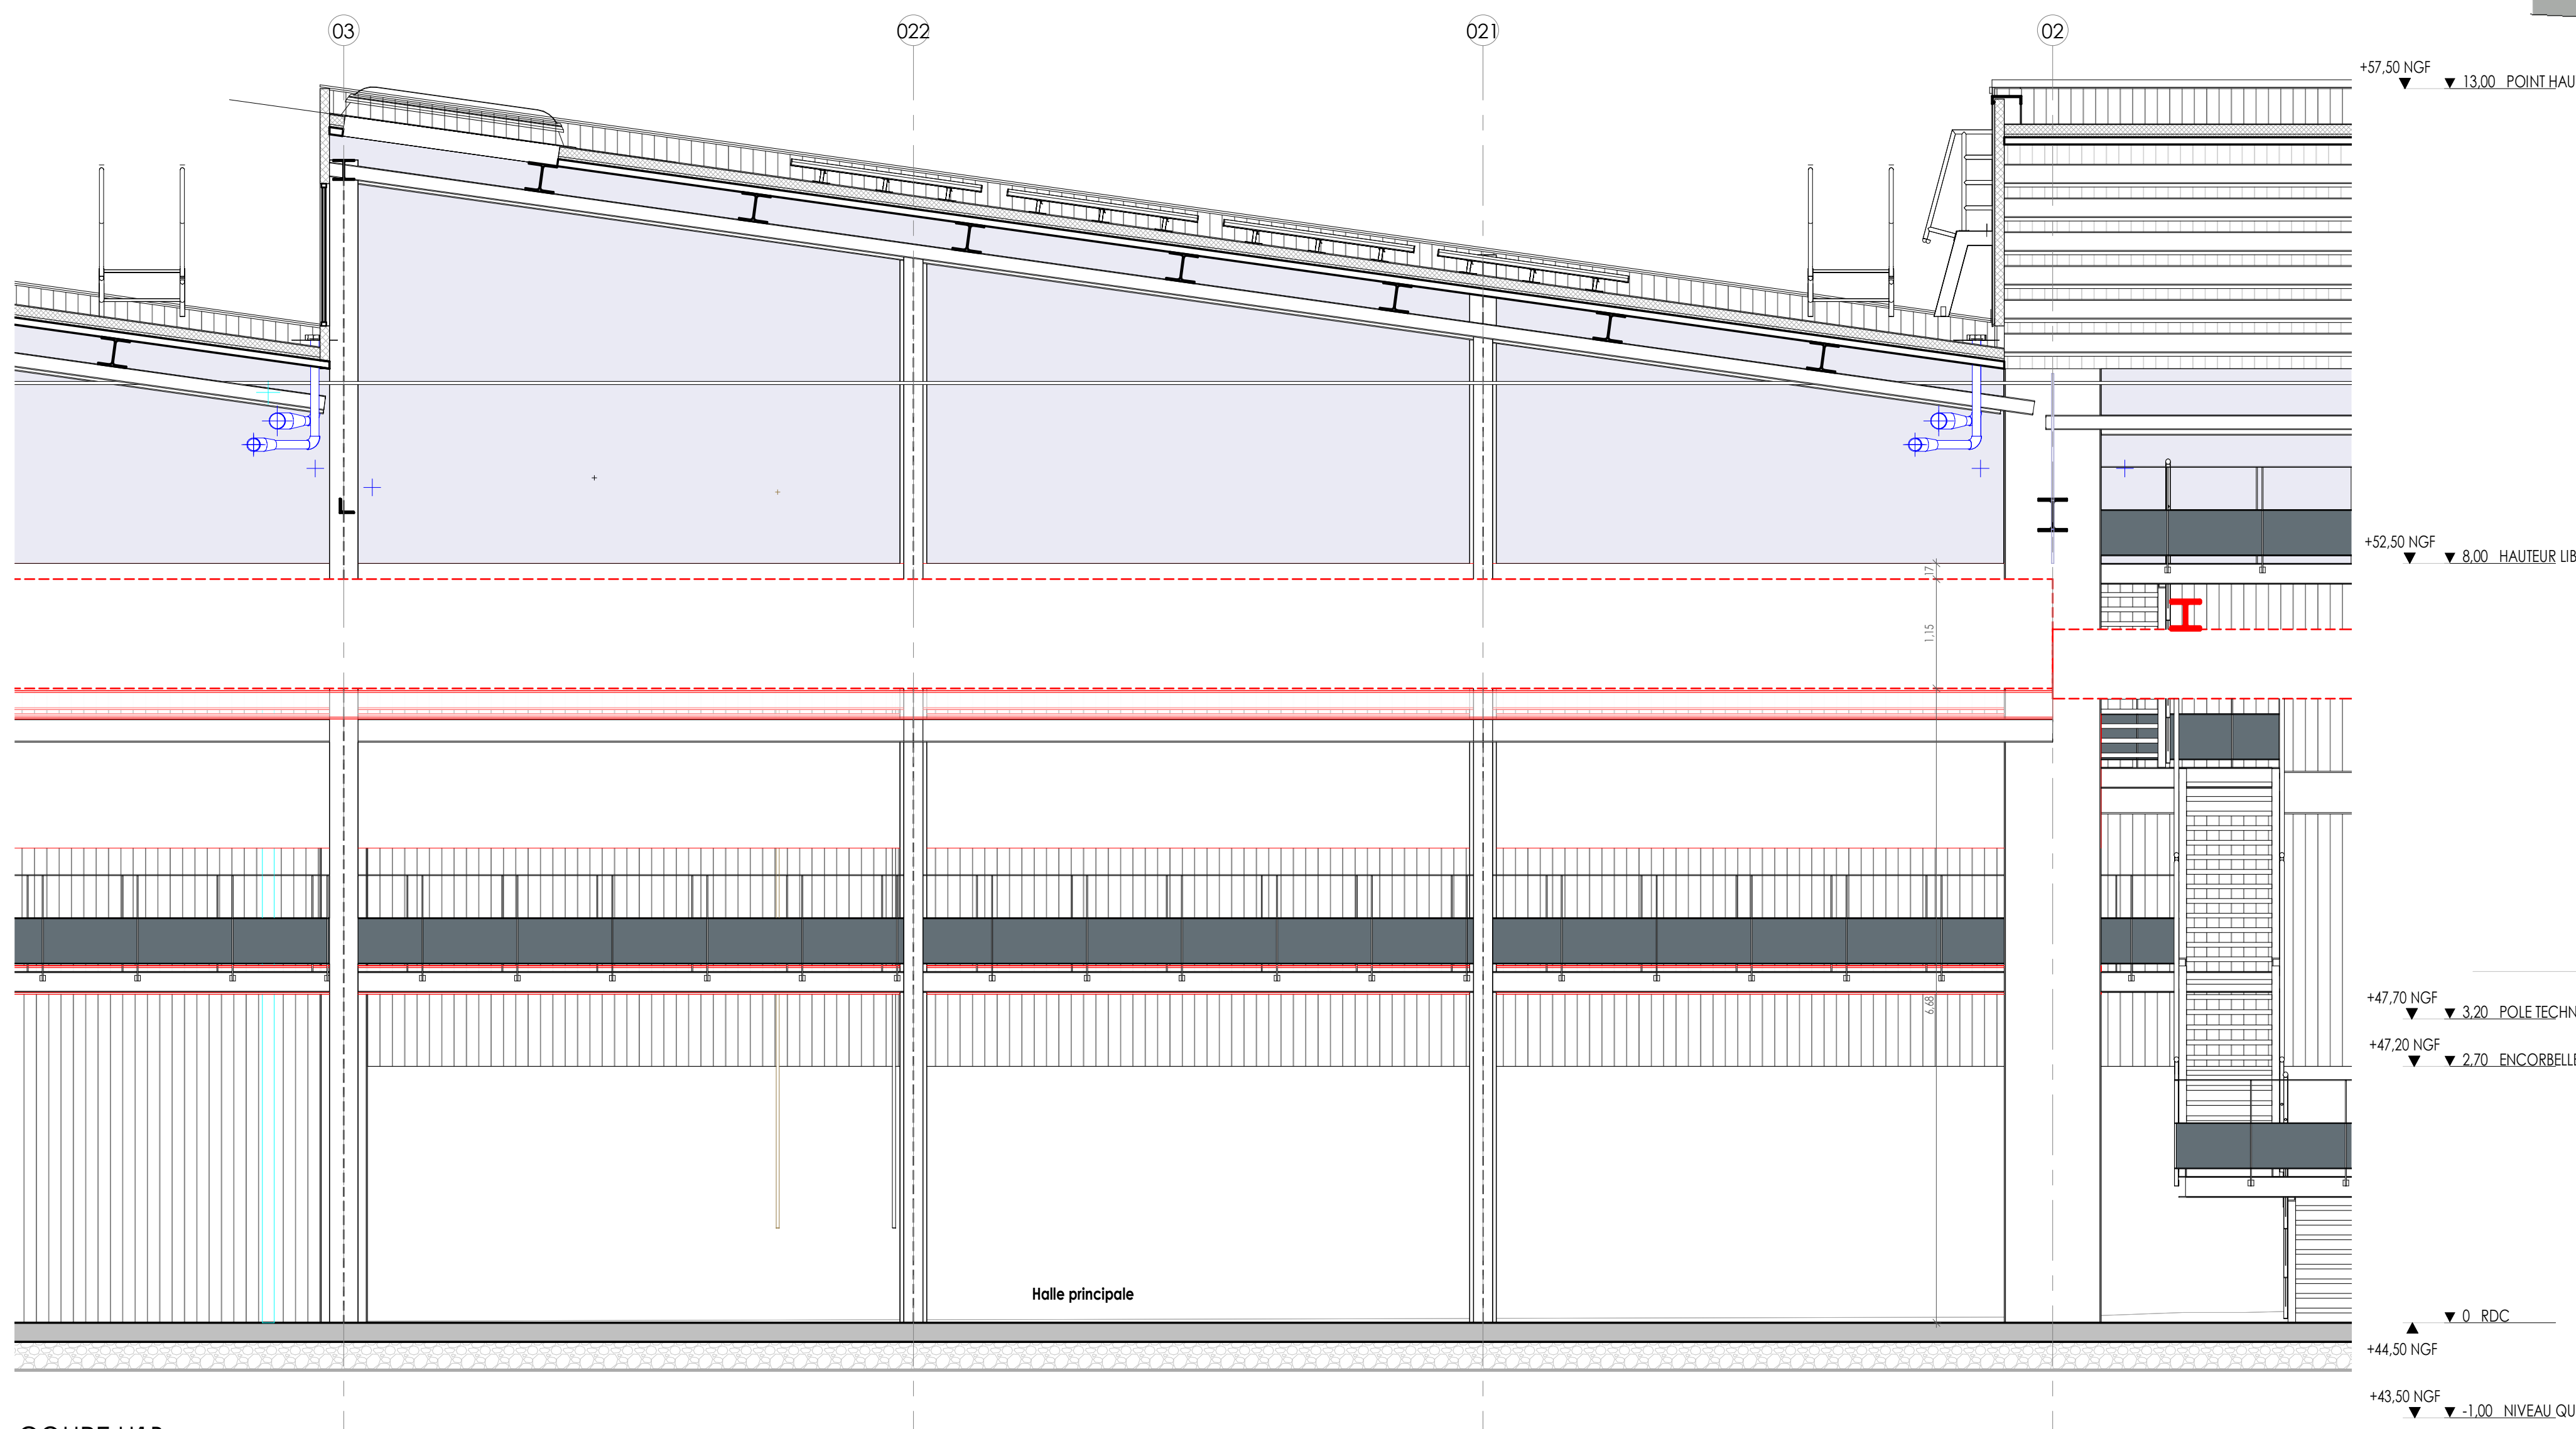 03
022
021
02
+57,50 NGF
13,00 POINT HAU
+52,50 NGF
8,00 HAUTEUR LIB
17
1,15
6,68
+47,70 NGF
3,20 POLE TECHN
+47,20 NGF
2,70 ENCORBELLE
Halle principale
0 RDC
+44,50 NGF
+43,50 NGF
-1,00 NIVEAU QU